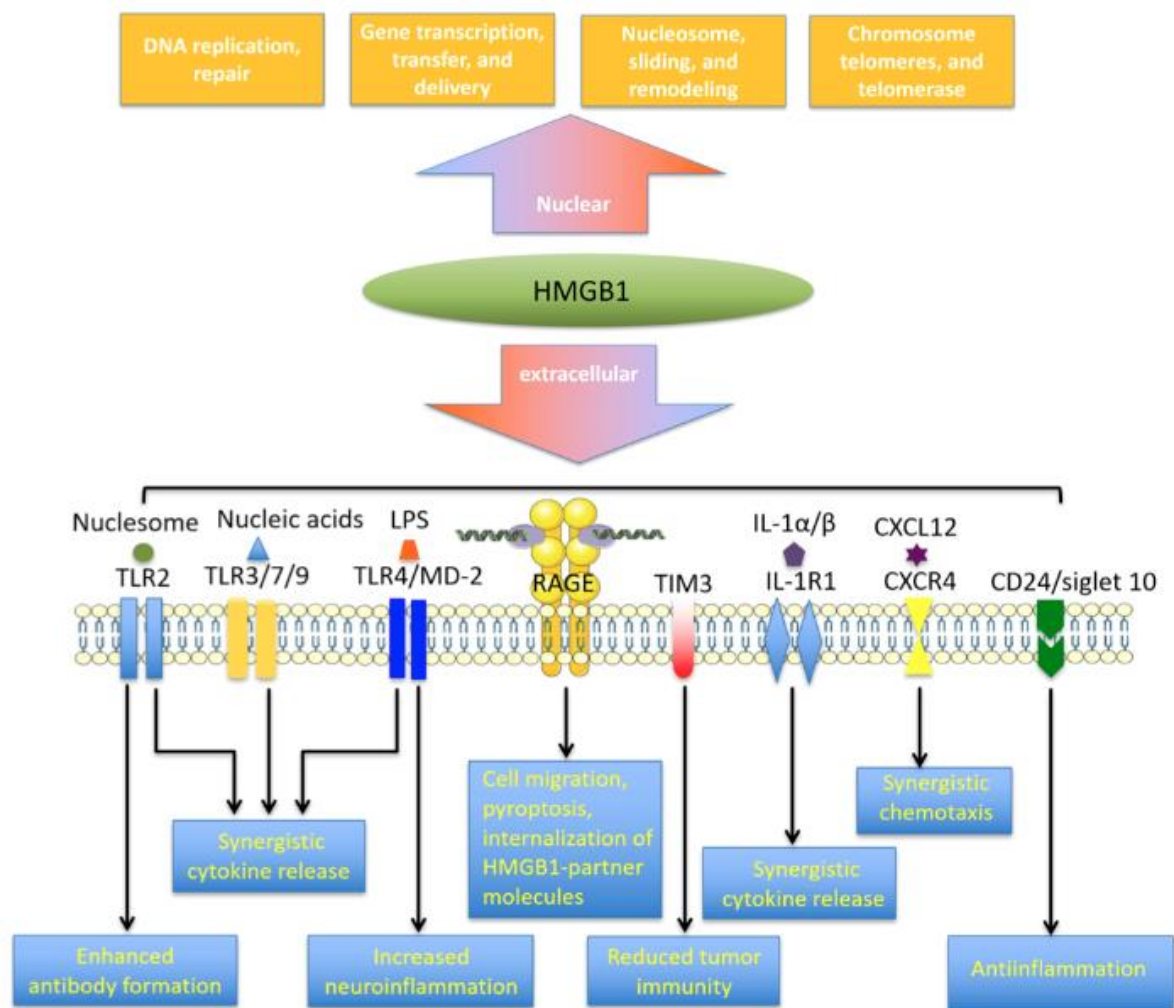 DNA replication,
repair
Gene transcription,
transfer, and
delivery
Nucleosome,
sliding, and
remodeling
Chromosome
telomeres, and
telomerase
Nuclear
HMGB1
extracellular
Nuclesome
Nucleic acids
LPS
IL-1α/β
CXCL12
TLR2
TLR3/7/9
TLR4/MD-2
RAGE
TIM3
IL-1R1
CXCR4
CD24/siglet 10
Synergistic
cytokine release
Cell migration,
pyroptosis,
internalization of
HMGB1-partner
molecules
Synergistic
cytokine release
Synergistic
chemotaxis
Enhanced
antibody formation
Increased
neuroinflammation
Reduced tumor
immunity
Antiinflammation